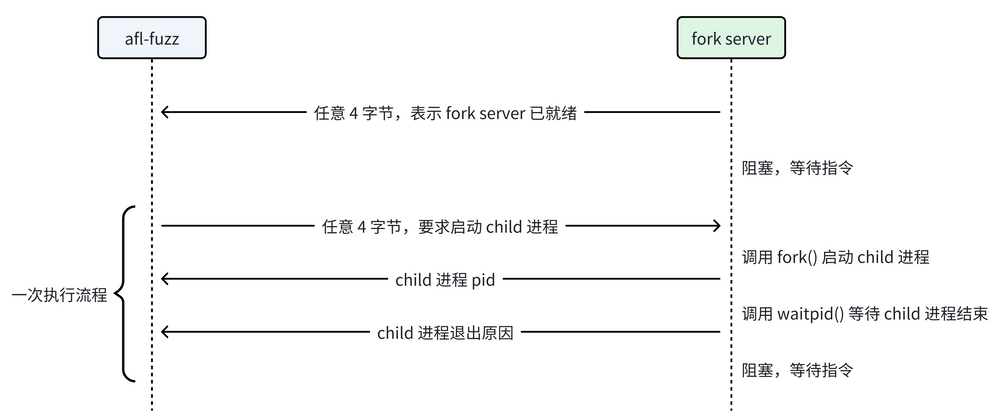 afl-fuzz
fork server
任意 4 字节，表示 fork server 已就绪
阻塞，等待指令
任意 4 字节，要求启动 child 进程
调用 fork() 启动 child 进程
child 进程 pid
一次执行流程
调用 waitpid() 等待 child 进程结束
child 进程退出原因
阻塞，等待指令